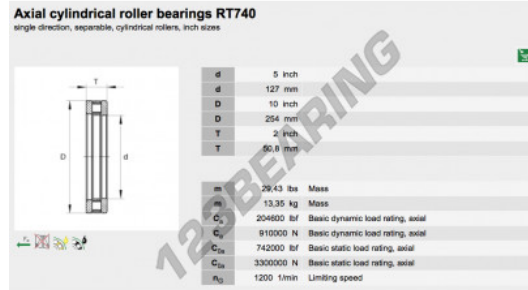 Axial cylindrical roller bearings RT740
single direction, separable, cylindrical rollers, inch sizes
T
D
d
d 5 inch
d 127 mm
D 10 inch
D 254 mm
T 2 inch
T 50,8 mm
m 29,43 lbs Mass
m 13,35 kg Mass
Ca 204600 lbf Basic dynamic load rating, axial
Ca 910000 N Basic dynamic load rating, axial
C0a 742000 lbf Basic static load rating, axial
C0a 3300000 N Basic static load rating, axial
nG 1200 1/min Limiting speed
123BEARING